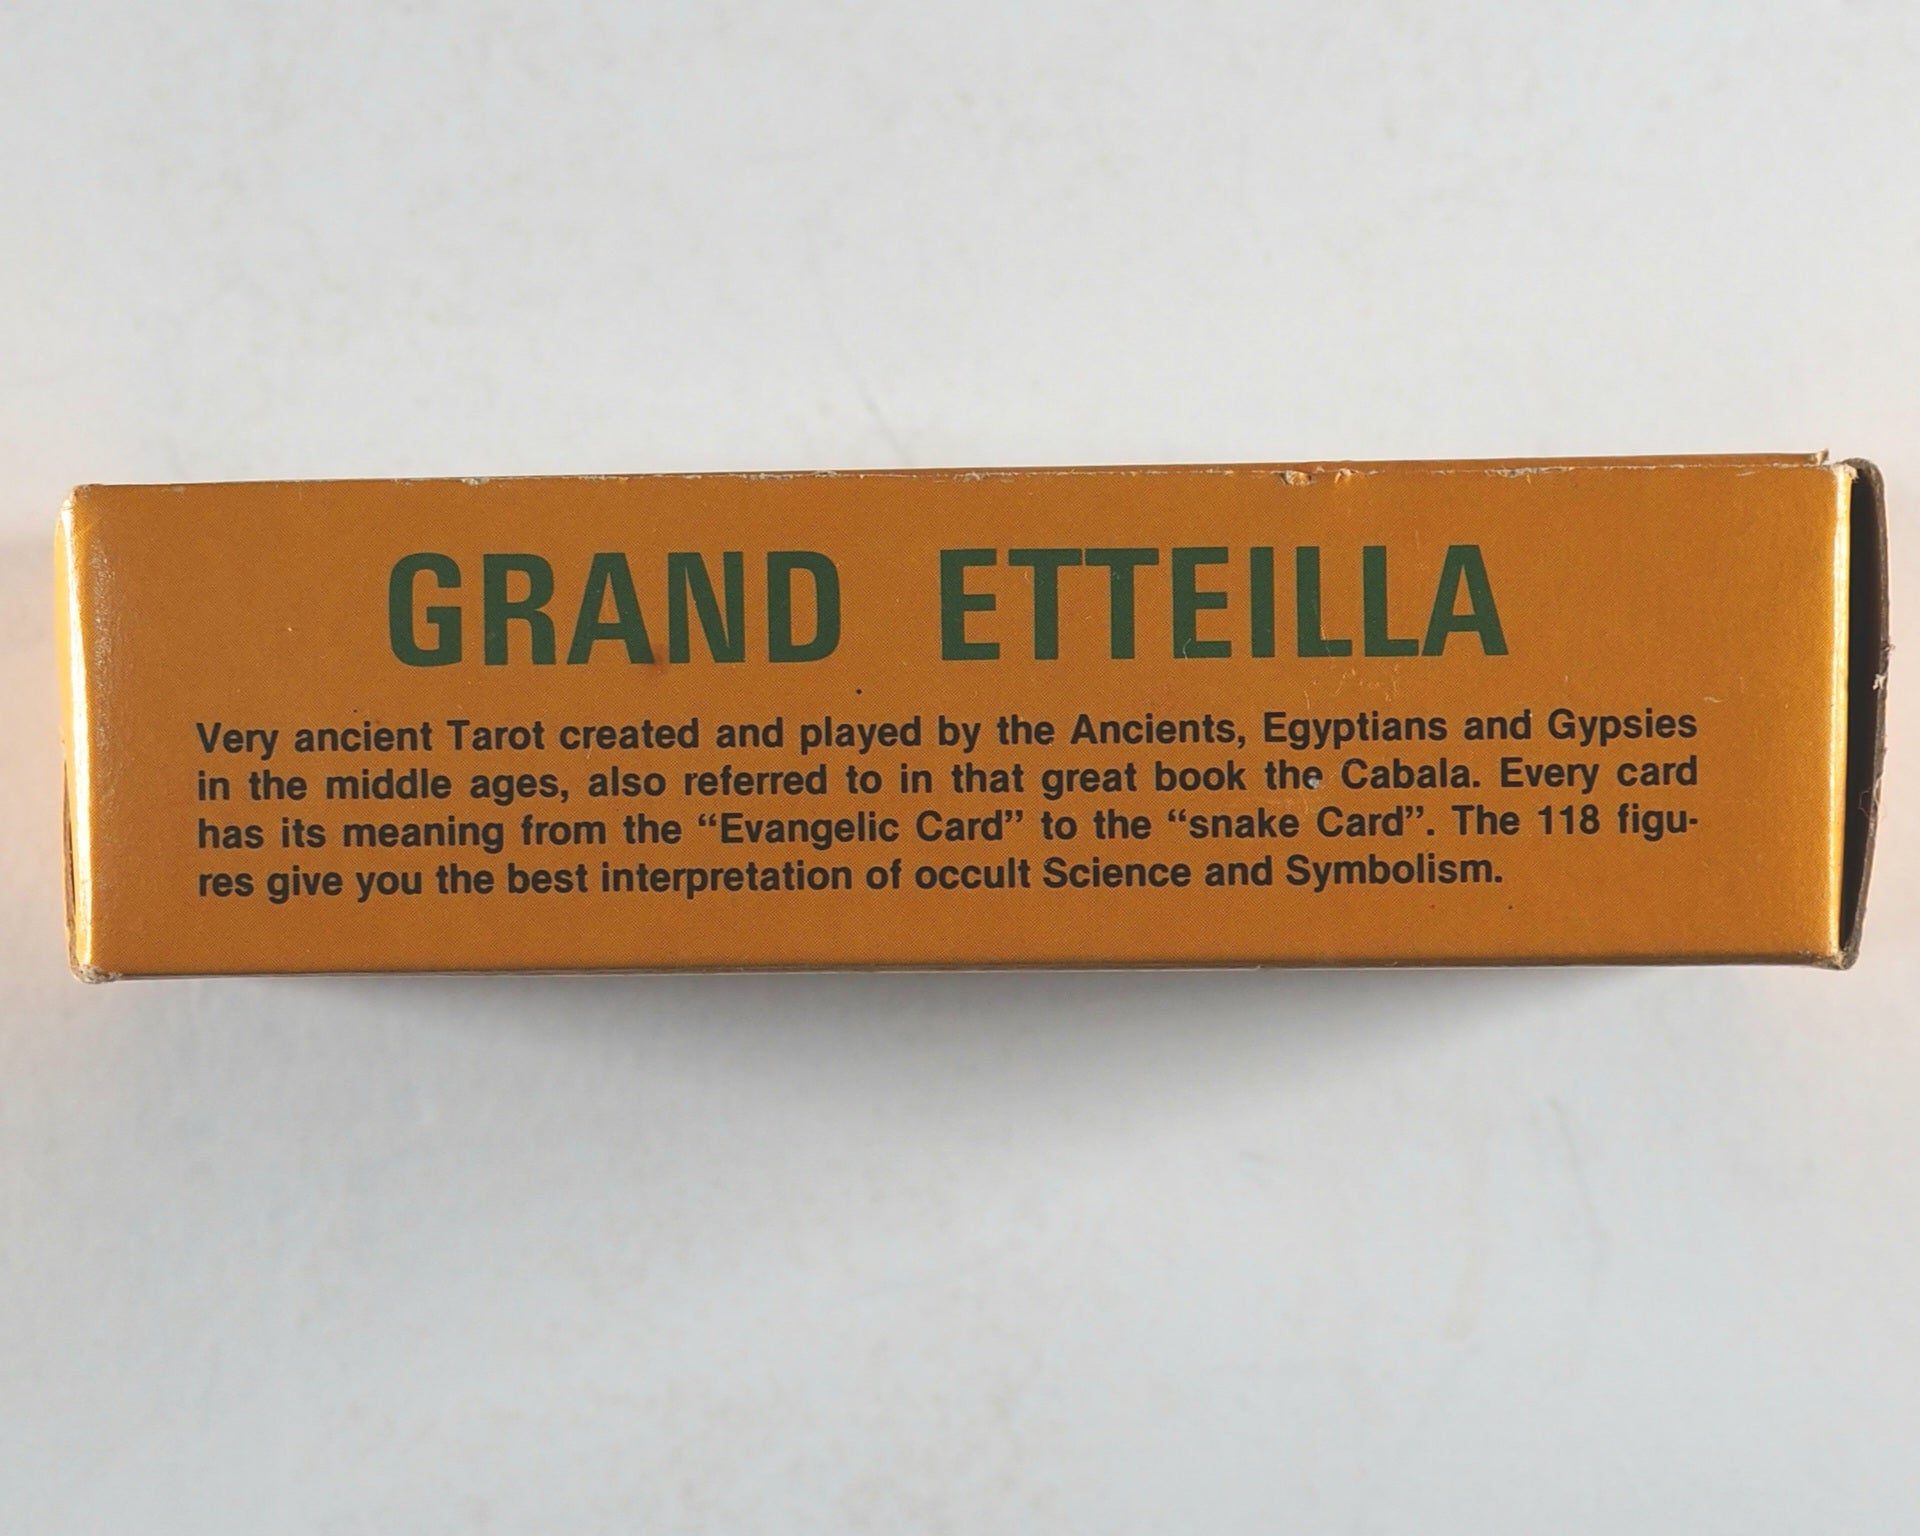 GRAND ETTEILLA
Very ancient Tarot created and played by the Ancients, Egyptians and Gypsies
in the middle ages, also referred to in that great book the Cabala. Every card
has its meaning from the “Evangelic Card” to the “snake Card”. The 118 figu-
res give you the best interpretation of occult Science and Symbolism.